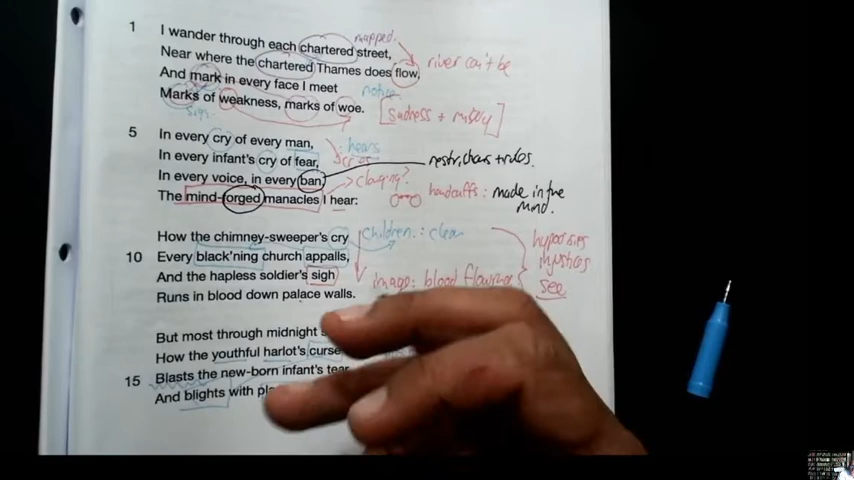 1 I wander through each chartered street,
mapped.
Near where the chartered Thames does flow,
river can't be
And mark in every face I meet
notice
Marks of weakness, marks of woe.
[sadness + misery]
5 In every cry of every man,
hears
In every infant's cry of fear,
cries
restrictions + rules.
In every voice, in every ban,
clanging?
The mind-forged manacles I hear:
handcuffs: made in the
mind.
How the chimney-sweeper's cry
children: clean
10 Every black'ning church appalls,
And the hapless soldier's sigh
image: blood flowing
Runs in blood down palace walls.
injustices
see
But most through midnight
How the youthful harlot's curse
15 Blasts the new-born infant's tear
And blights with